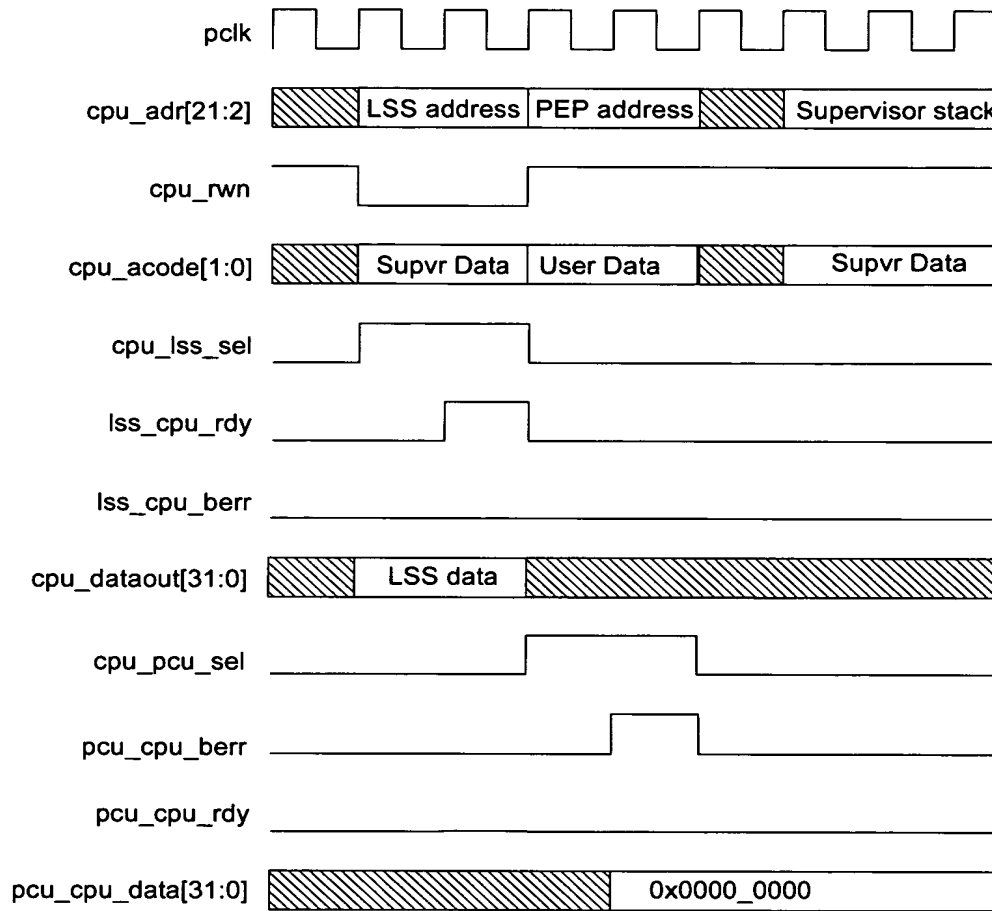 pclk
cpu_adr[21:2] LSS address PEP address Supervisor stack
cpu_rwn
cpu_acode[1:0] Supvr Data User Data Supvr Data
cpu_lss_sel
lss_cpu_rdy
lss_cpu_berr
cpu_dataout[31:0] LSS data
cpu_pcu_sel
pcu_cpu_berr
pcu_cpu_rdy
pcu_cpu_data[31:0] 0x0000_0000